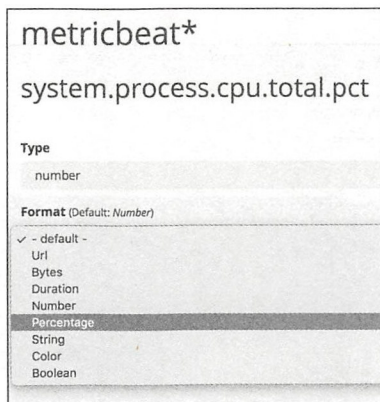 metricbeat*
system.process.cpu.total.pct
Type
number
Format (Default: Number)
✓ - default -
Url
Bytes
Duration
Number
Percentage
String
Color
Boolean